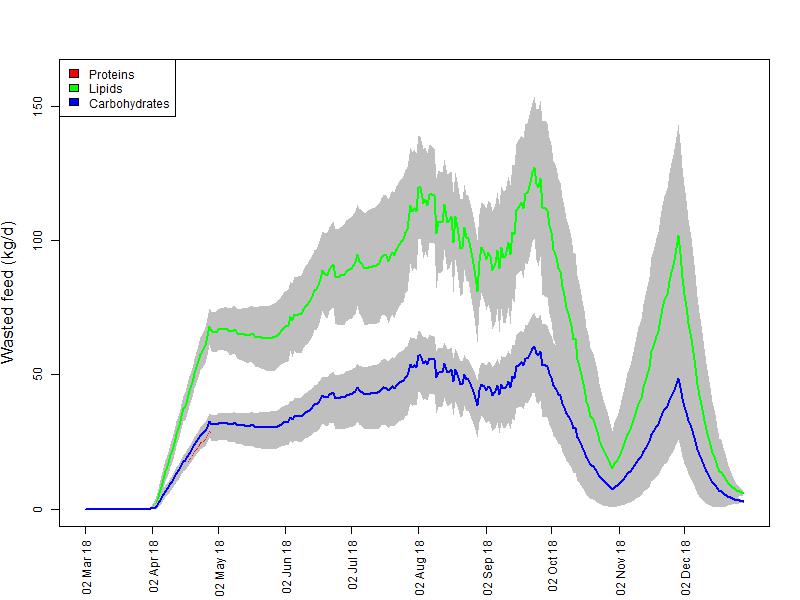 Proteins
Lipids
Carbohydrates
Wasted feed (kg/d)
150
100
50
0
02 Mar 18
02 Apr 18
02 May 18
02 Jun 18
02 Jul 18
02 Aug 18
02 Sep 18
02 Oct 18
02 Nov 18
02 Dec 18